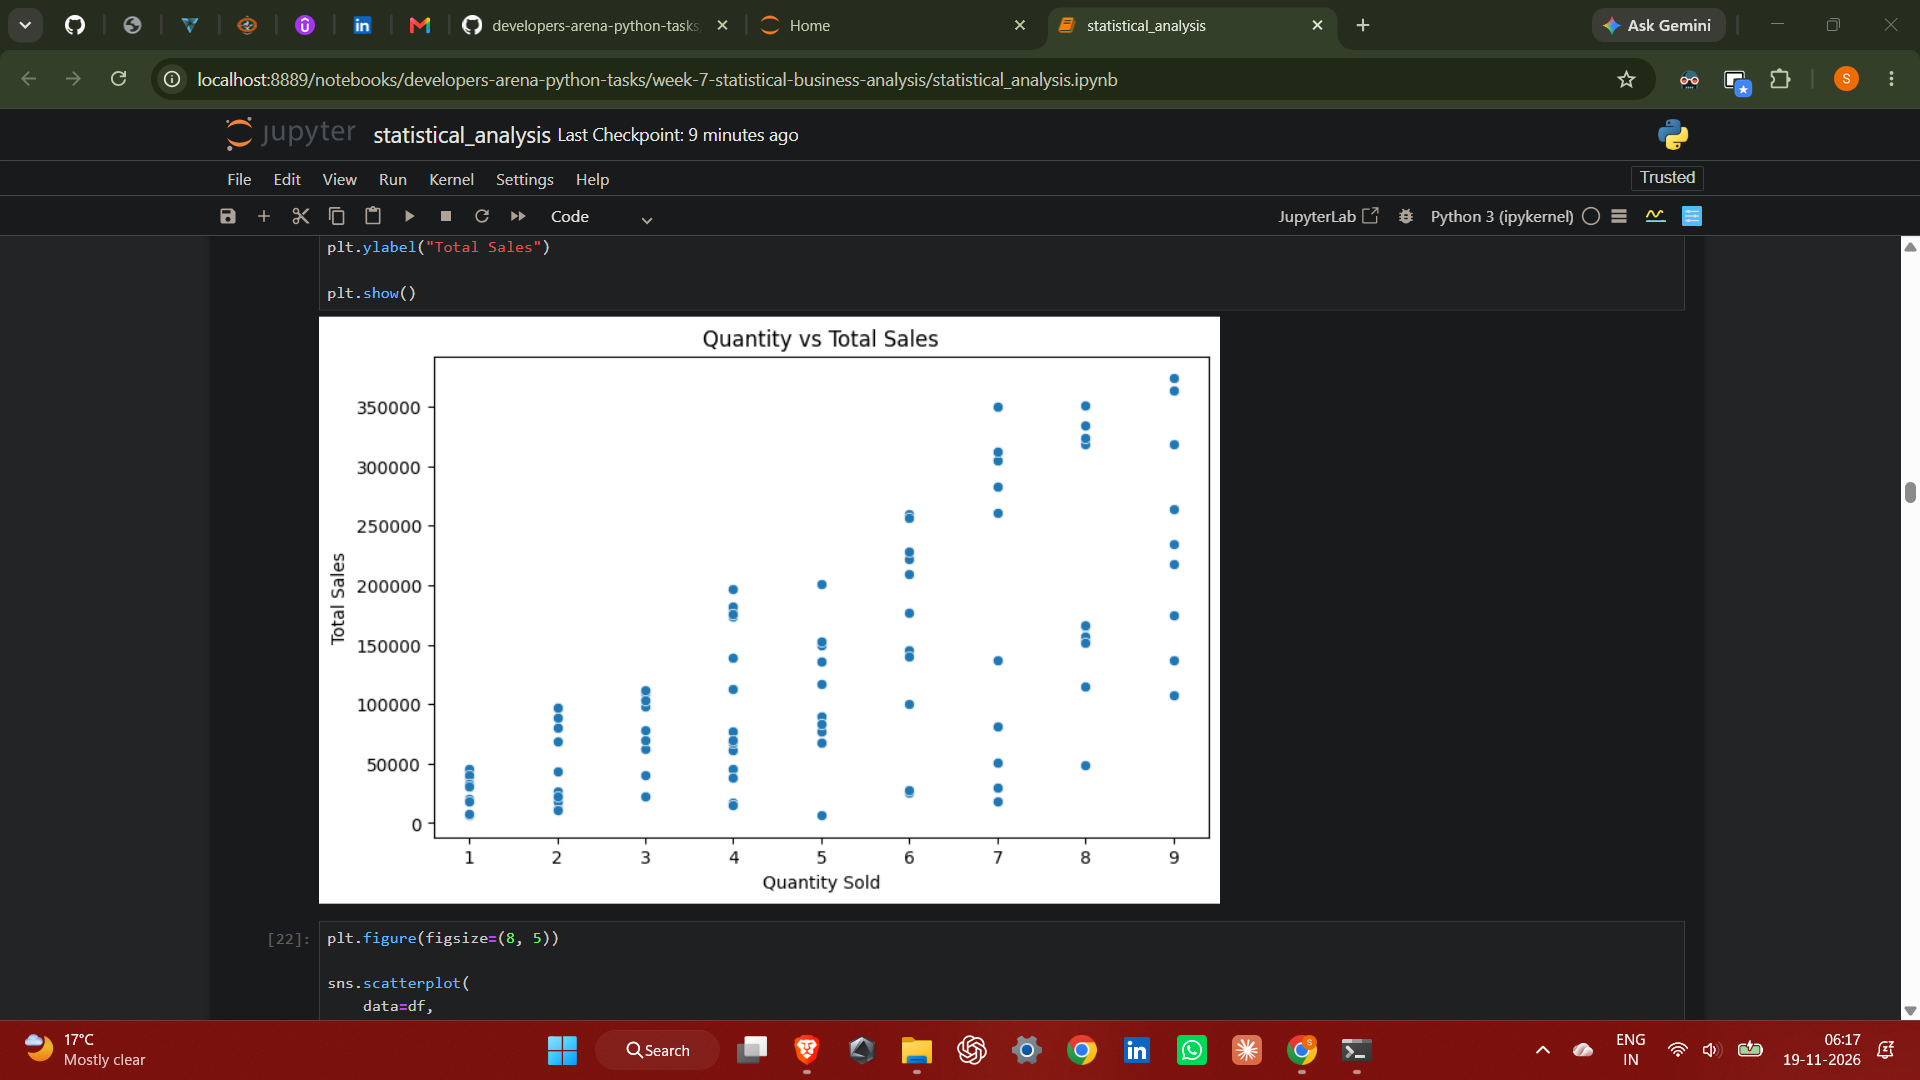 developers-arena-python-tasks
Home
statistical_analysis
Ask Gemini
localhost:8889/notebooks/developers-arena-python-tasks/week-7-statistical-business-analysis/statistical_analysis.ipynb
S
jupyter statistical_analysis Last Checkpoint: 9 minutes ago
File Edit View Run Kernel Settings Help
Trusted
Code
JupyterLab
Python 3 (ipykernel)
plt.ylabel("Total Sales")
plt.show()
Quantity vs Total Sales
350000
300000
250000
200000
150000
100000
50000
0
Total Sales
1 2 3 4 5 6 7 8 9
Quantity Sold
[22]:
plt.figure(figsize=(8, 5))
sns.scatterplot(
data=df,
17°C
Mostly clear
Search
ENG
IN
06:17
19-11-2026